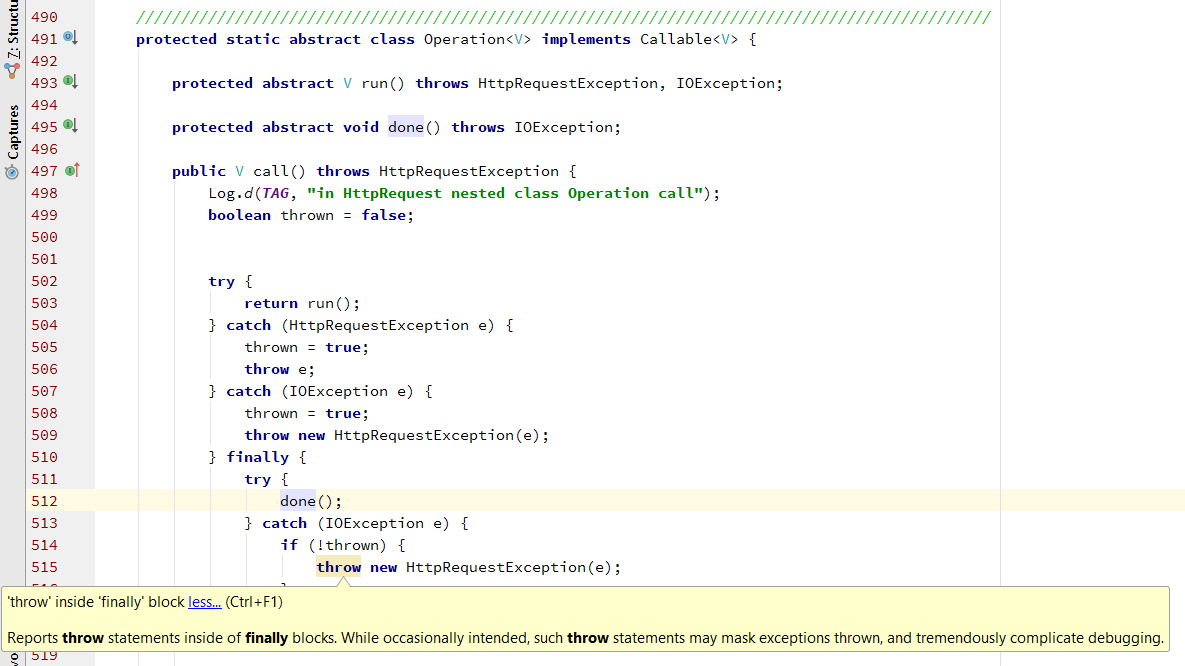 Z: Structu
Captures
490 ///////////////////////////////////////////////////////////////////////////////////////////////
491 protected static abstract class Operation<V> implements Callable<V> {
492
493 protected abstract V run() throws HttpRequestException, IOException;
494
495 protected abstract void done() throws IOException;
496
497 public V call() throws HttpRequestException {
498 Log.d(TAG, "in HttpRequest nested class Operation call");
499 boolean thrown = false;
500
501
502 try {
503 return run();
504 } catch (HttpRequestException e) {
505 thrown = true;
506 throw e;
507 } catch (IOException e) {
508 thrown = true;
509 throw new HttpRequestException(e);
510 } finally {
511 try {
512 done();
513 } catch (IOException e) {
514 if (!thrown) {
515 throw new HttpRequestException(e);
'throw' inside 'finally' block less... (Ctrl+F1)
Reports throw statements inside of finally blocks. While occasionally intended, such throw statements may mask exceptions thrown, and tremendously complicate debugging.
519